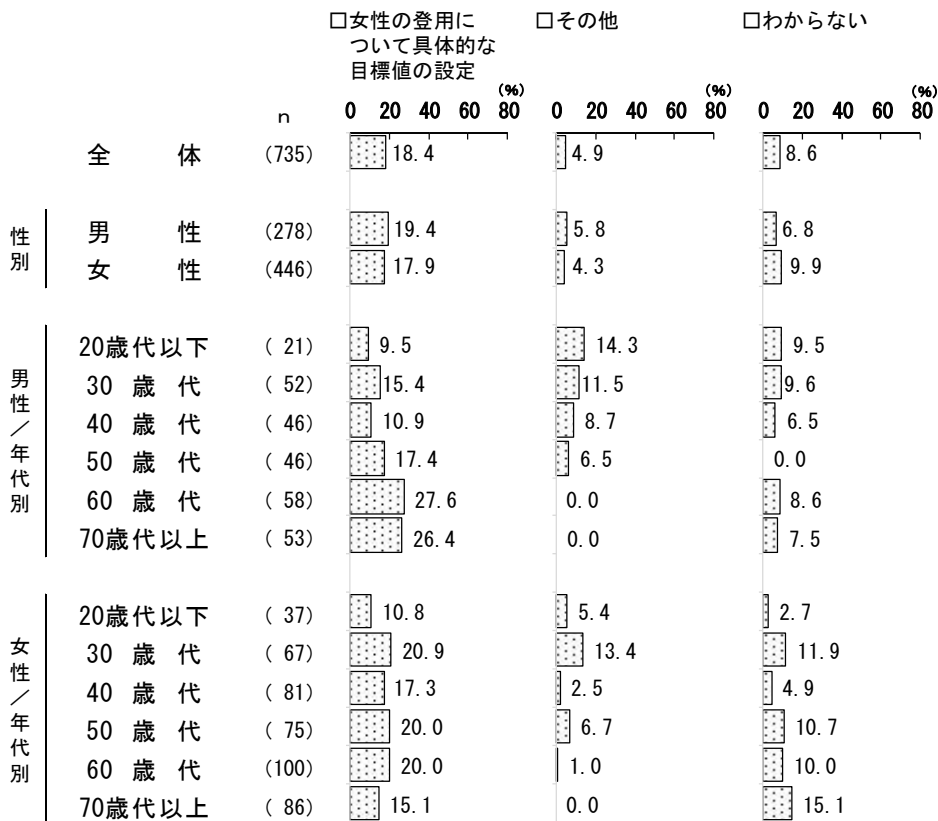 □女性の登用に
ついて具体的な
目標値の設定
□その他
□わからない
(%)
(%)
(%)
n
0 20 40 60 80
0 20 40 60 80
0 20 40 60 80
全 体 (735) 18.4 4.9 8.6
性別
男 性 (278) 19.4 5.8 6.8
女 性 (446) 17.9 4.3 9.9
男性／年代別
20歳代以下 ( 21) 9.5 14.3 9.5
30 歳 代 ( 52) 15.4 11.5 9.6
40 歳 代 ( 46) 10.9 8.7 6.5
50 歳 代 ( 46) 17.4 6.5 0.0
60 歳 代 ( 58) 27.6 0.0 8.6
70歳代以上 ( 53) 26.4 0.0 7.5
女性／年代別
20歳代以下 ( 37) 10.8 5.4 2.7
30 歳 代 ( 67) 20.9 13.4 11.9
40 歳 代 ( 81) 17.3 2.5 4.9
50 歳 代 ( 75) 20.0 6.7 10.7
60 歳 代 (100) 20.0 1.0 10.0
70歳代以上 ( 86) 15.1 0.0 15.1